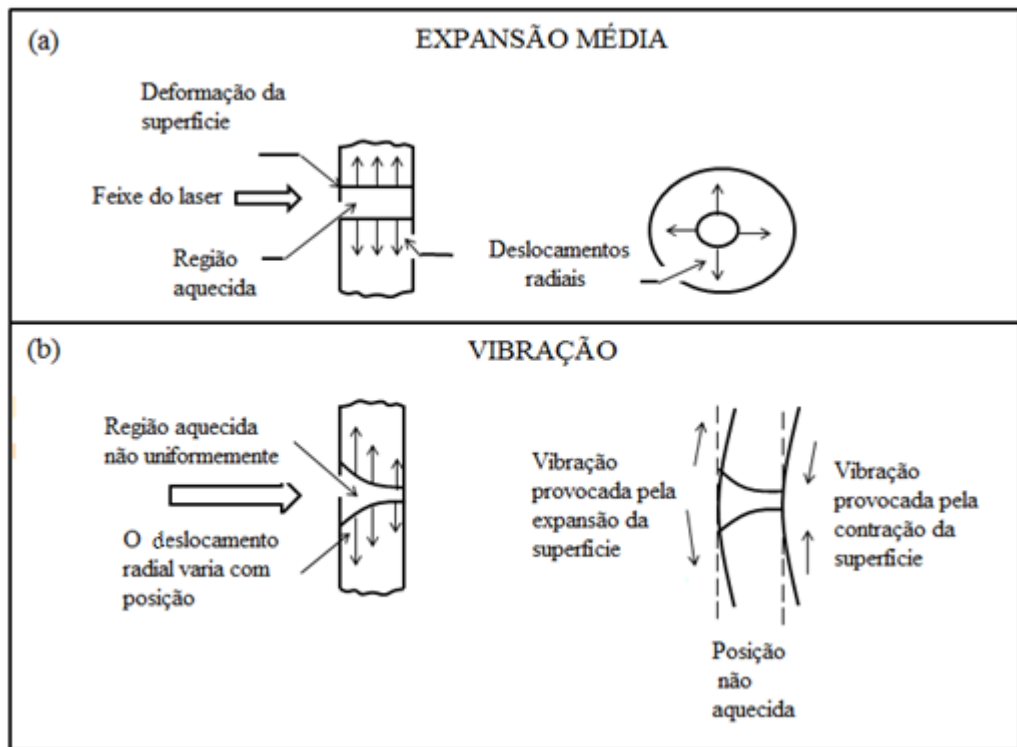 (a)
EXPANSÃO MÉDIA
Deformação da
superfície
Feixe do laser
Região
aquecida
Deslocamentos
radiais
(b)
VIBRAÇÃO
Região aquecida
não uniformemente
O deslocamento
radial varia com
posição
Vibração
provocada pela
expansão da
superfície
Vibração
provocada pela
contração da
superfície
Posição
não
aquecida